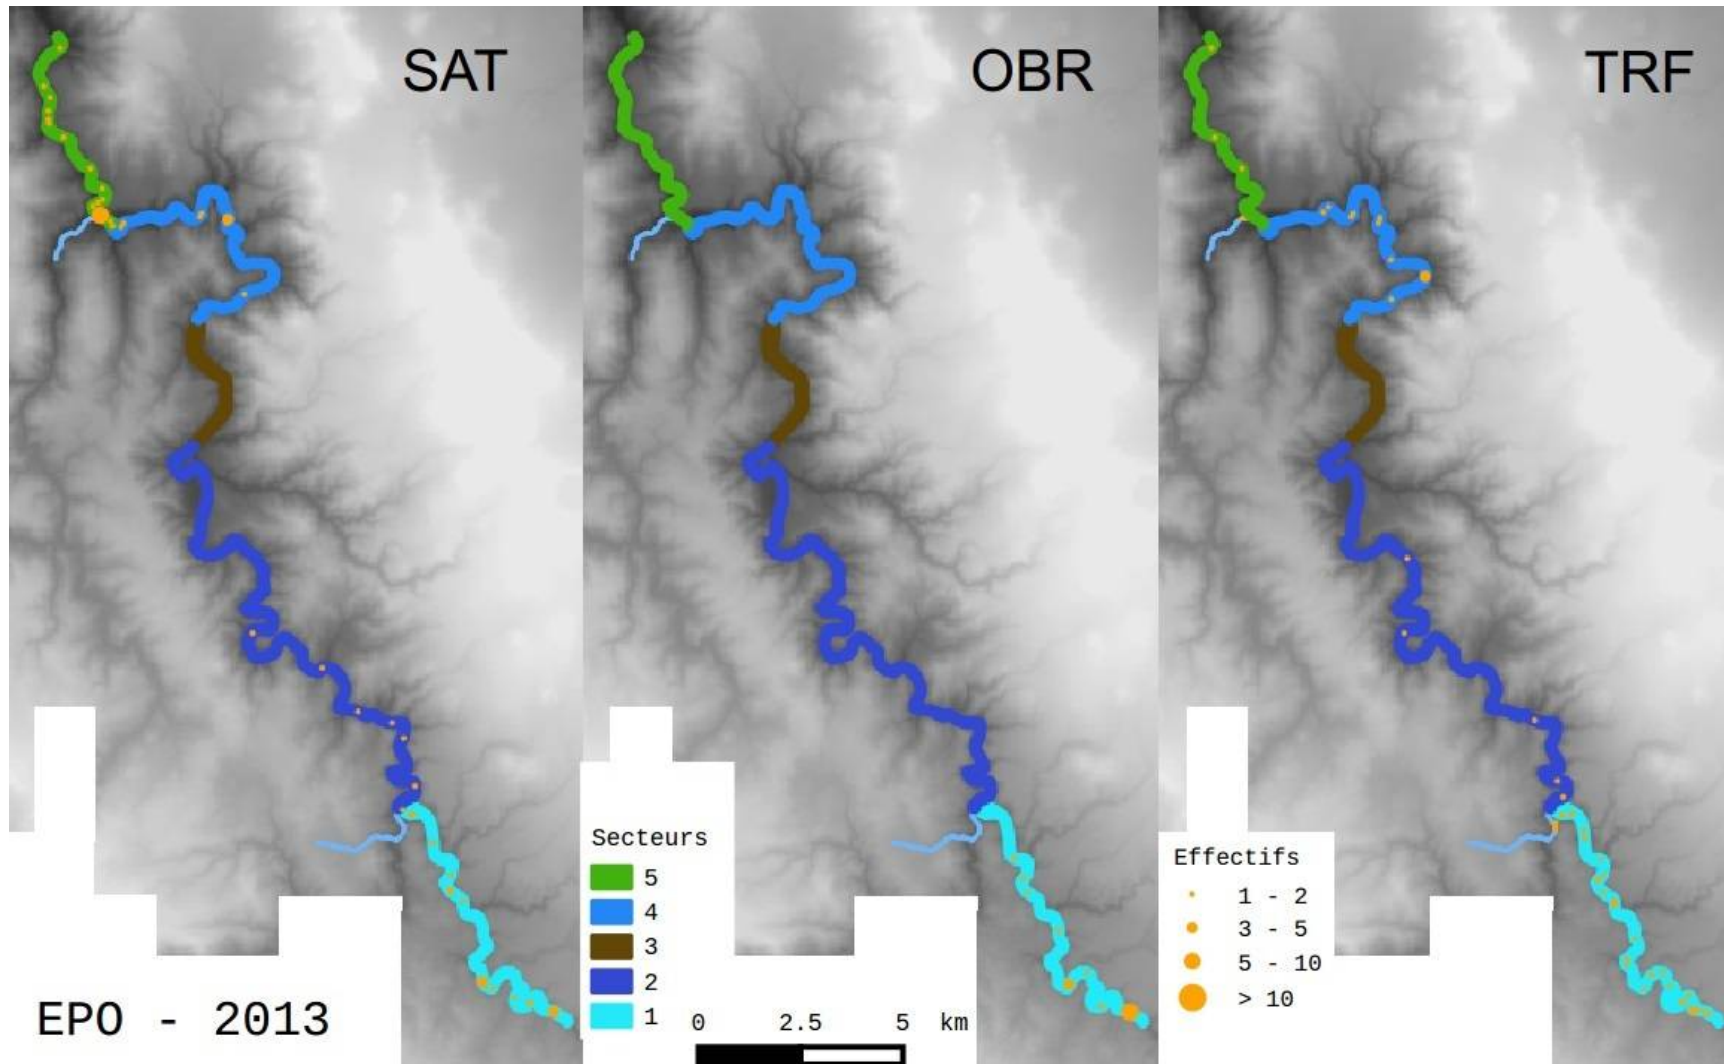 SAT
OBR
TRF
Secteurs
5
4
3
2
1
0 2.5 5 km
Effectifs
1 - 2
3 - 5
5 - 10
> 10
EPO - 2013